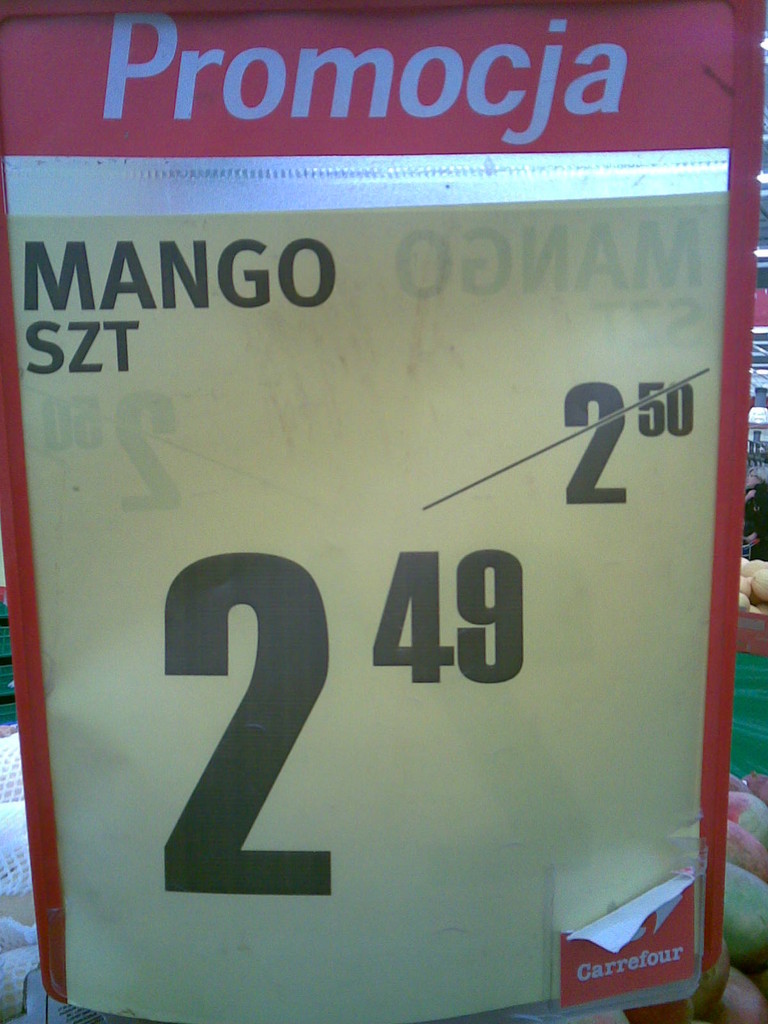 Promocja
MANGO
SZT
2 50
2 49
Carrefour